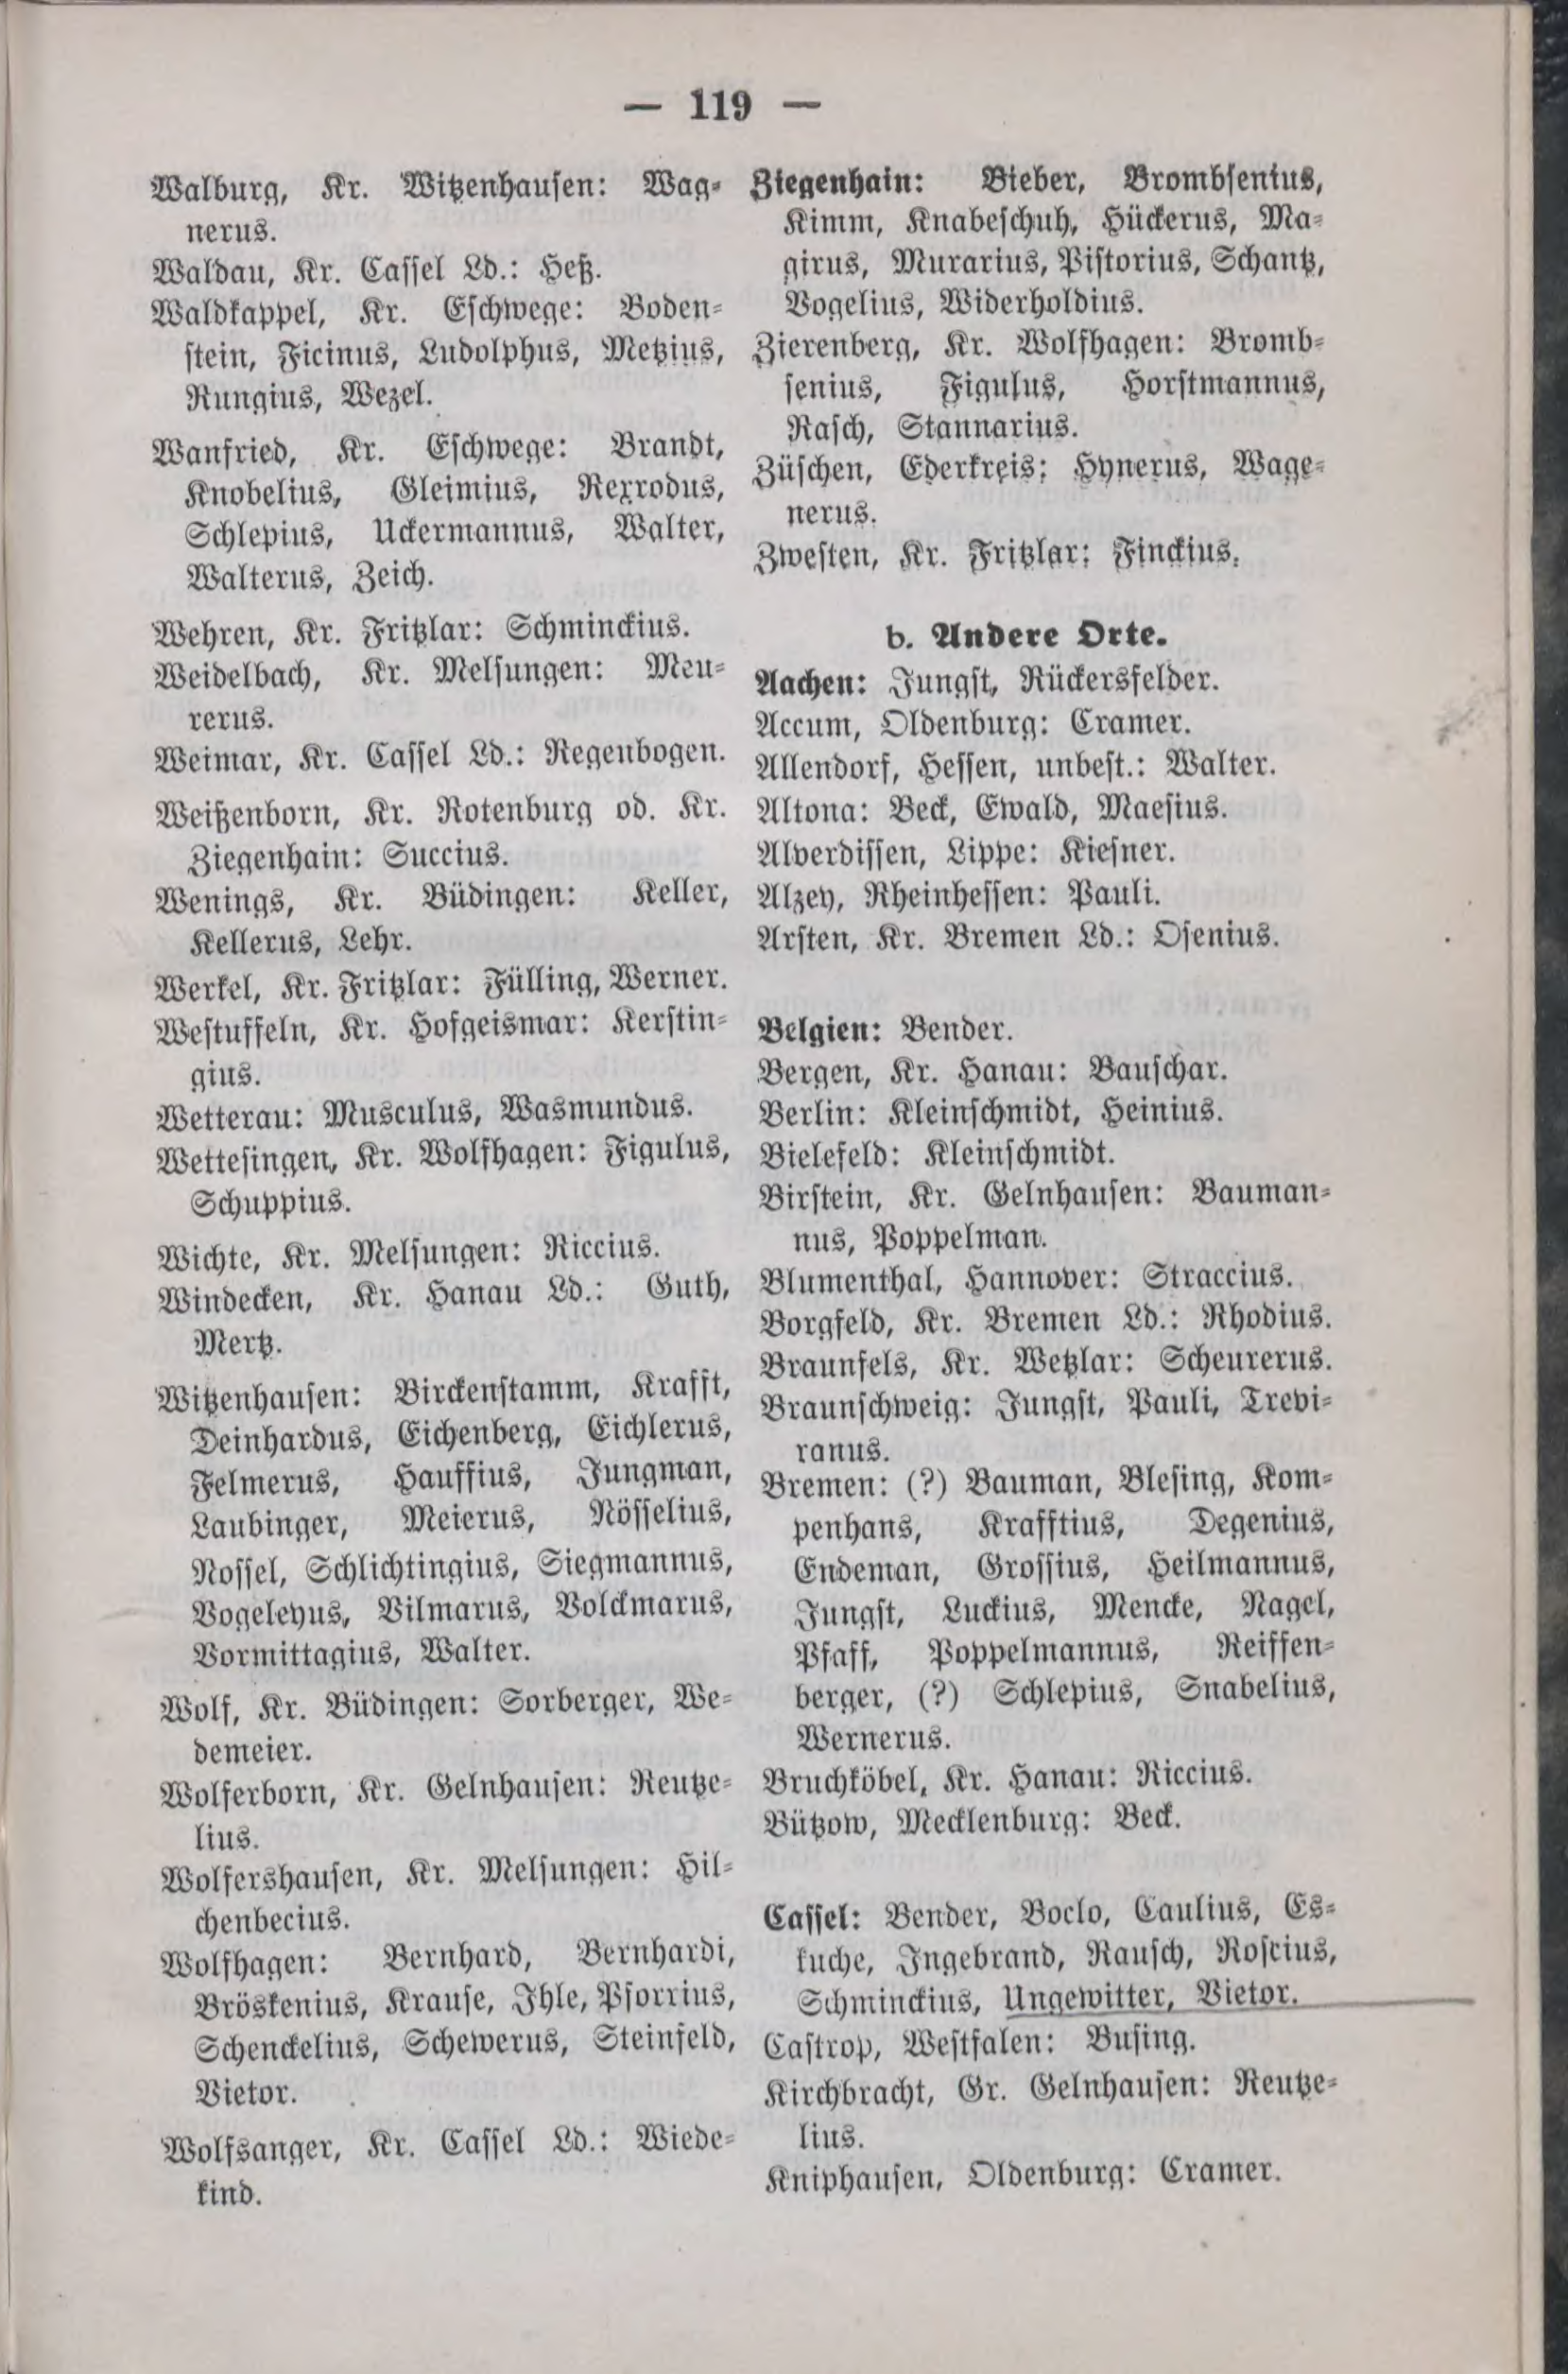 — 119 —
Walburg, Kr. Witzenhausen: Wag-
nerus.
Waldau, Kr. Cassel Ld.: Heß.
Waldkappel, Kr. Eschwege: Boden-
stein, Ficinus, Ludolphus, Metzius,
Rungius, Wezel.
Wanfried, Kr. Eschwege: Brandt,
Knobelius, Gleimius, Rexrodus,
Schlepius, Uckermannus, Walter,
Walterus, Zeich.
Wehren, Kr. Fritzlar: Schminckius.
Weidelbach, Kr. Melsungen: Meu-
rerus.
Weimar, Kr. Cassel Ld.: Regenbogen.
Weißenborn, Kr. Rotenburg od. Kr.
Ziegenhain: Succius.
Wenings, Kr. Büdingen: Keller,
Kellerus, Lehr.
Werkel, Kr. Fritzlar: Fülling, Werner.
Westuffeln, Kr. Hofgeismar: Kerstin-
gius.
Wetterau: Musculus, Wasmundus.
Wettesingen, Kr. Wolfhagen: Figulus,
Schuppius.
Wichte, Kr. Melsungen: Riccius.
Windecken, Kr. Hanau Ld.: Guth,
Mertz.
Witzenhausen: Birckenstamm, Krafft,
Deinhardus, Eichenberg, Eichlerus,
Felmerus, Hauffius, Jungman,
Laubinger, Meierus, Nösselius,
Nossel, Schlichtingius, Siegmannus,
Vogeleyus, Vilmarus, Volckmarus,
Vormittagius, Walter.
Wolf, Kr. Büdingen: Sorberger, We-
demeier.
Wolferborn, Kr. Gelnhausen: Reutze-
lius.
Wolfershausen, Kr. Melsungen: Hil-
chenbecius.
Wolfhagen: Bernhard, Bernhardi,
Bröskenius, Krause, Ihle, Pforrius,
Schenckelius, Schewerus, Steinfeld,
Vietor.
Wolfsanger, Kr. Cassel Ld.: Wiede-
kind.
Ziegenhain: Bieber, Brombsenius,
Kimm, Knabeschuh, Hückerus, Ma-
girus, Murarius, Pistorius, Schantz,
Vogelius, Widerholdius.
Zierenberg, Kr. Wolfhagen: Bromb-
senius, Figulus, Horstmannus,
Rasch, Stannarius.
Züschen, Ederkreis: Hynerus, Wage-
nerus.
Zwesten, Kr. Fritzlar: Finckius.
b. Andere Orte.
Aachen: Jungst, Rückersfelder.
Accum, Oldenburg: Cramer.
Allendorf, Hessen, unbest.: Walter.
Altona: Beck, Ewald, Maesius.
Alverdissen, Lippe: Kiesner.
Alzey, Rheinhessen: Pauli.
Arsten, Kr. Bremen Ld.: Osenius.
Belgien: Bender.
Bergen, Kr. Hanau: Bauschar.
Berlin: Kleinschmidt, Heinius.
Bielefeld: Kleinschmidt.
Birstein, Kr. Gelnhausen: Bauman-
nus, Poppelman.
Blumenthal, Hannover: Straccius.
Borgfeld, Kr. Bremen Ld.: Rhodius.
Braunfels, Kr. Wetzlar: Scheurerus.
Braunschweig: Jungst, Pauli, Trevi-
ranus.
Bremen: (?) Bauman, Blesing, Kom-
penhans, Krafftius, Degenius,
Endeman, Grossius, Heilmannus,
Jungst, Luckius, Mencke, Nagel,
Pfaff, Poppelmannus, Reiffen-
berger, (?) Schlepius, Snabelius,
Wernerus.
Bruchköbel, Kr. Hanau: Riccius.
Bützow, Mecklenburg: Beck.
Cassel: Bender, Boclo, Caulius, Es-
kuche, Ingebrand, Rausch, Roscius,
Schminckius, Ungewitter, Vietor.
Castrop, Westfalen: Busing.
Kirchbracht, Gr. Gelnhausen: Reutze-
lius.
Kniphausen, Oldenburg: Cramer.